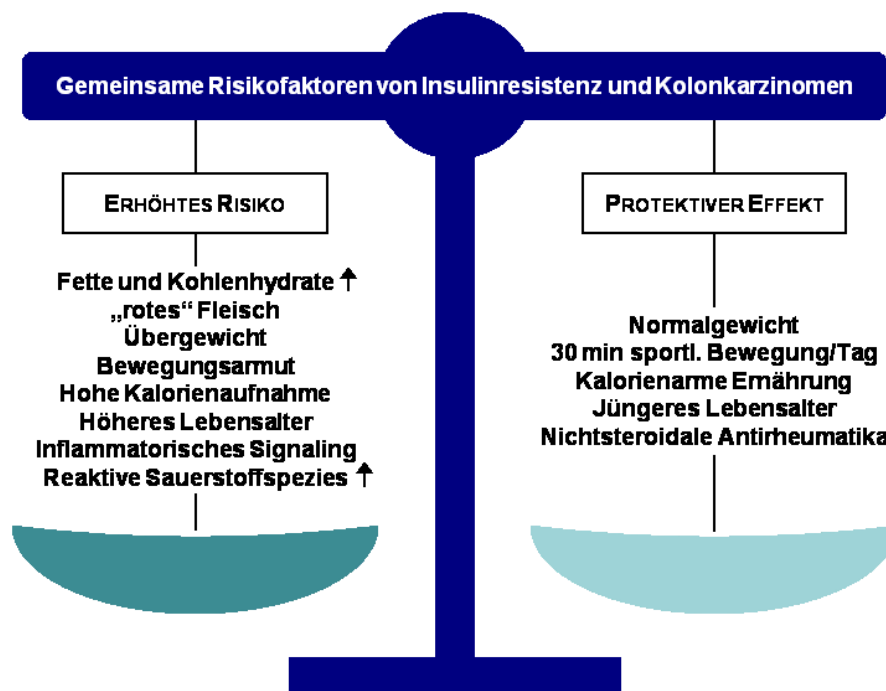 Gemeinsame Risikofaktoren von Insulinresistenz und Kolonkarzinomen
ERHÖHTES RISIKO
Fette und Kohlenhydrate ↑
„rotes“ Fleisch
Übergewicht
Bewegungsarmut
Hohe Kalorienaufnahme
Höheres Lebensalter
Inflammatorisches Signaling
Reaktive Sauerstoffspezies ↑
PROTEKTIVER EFFEKT
Normalgewicht
30 min sportl. Bewegung/Tag
Kalorienarme Ernährung
Jüngeres Lebensalter
Nichtsteroidale Antirheumatika